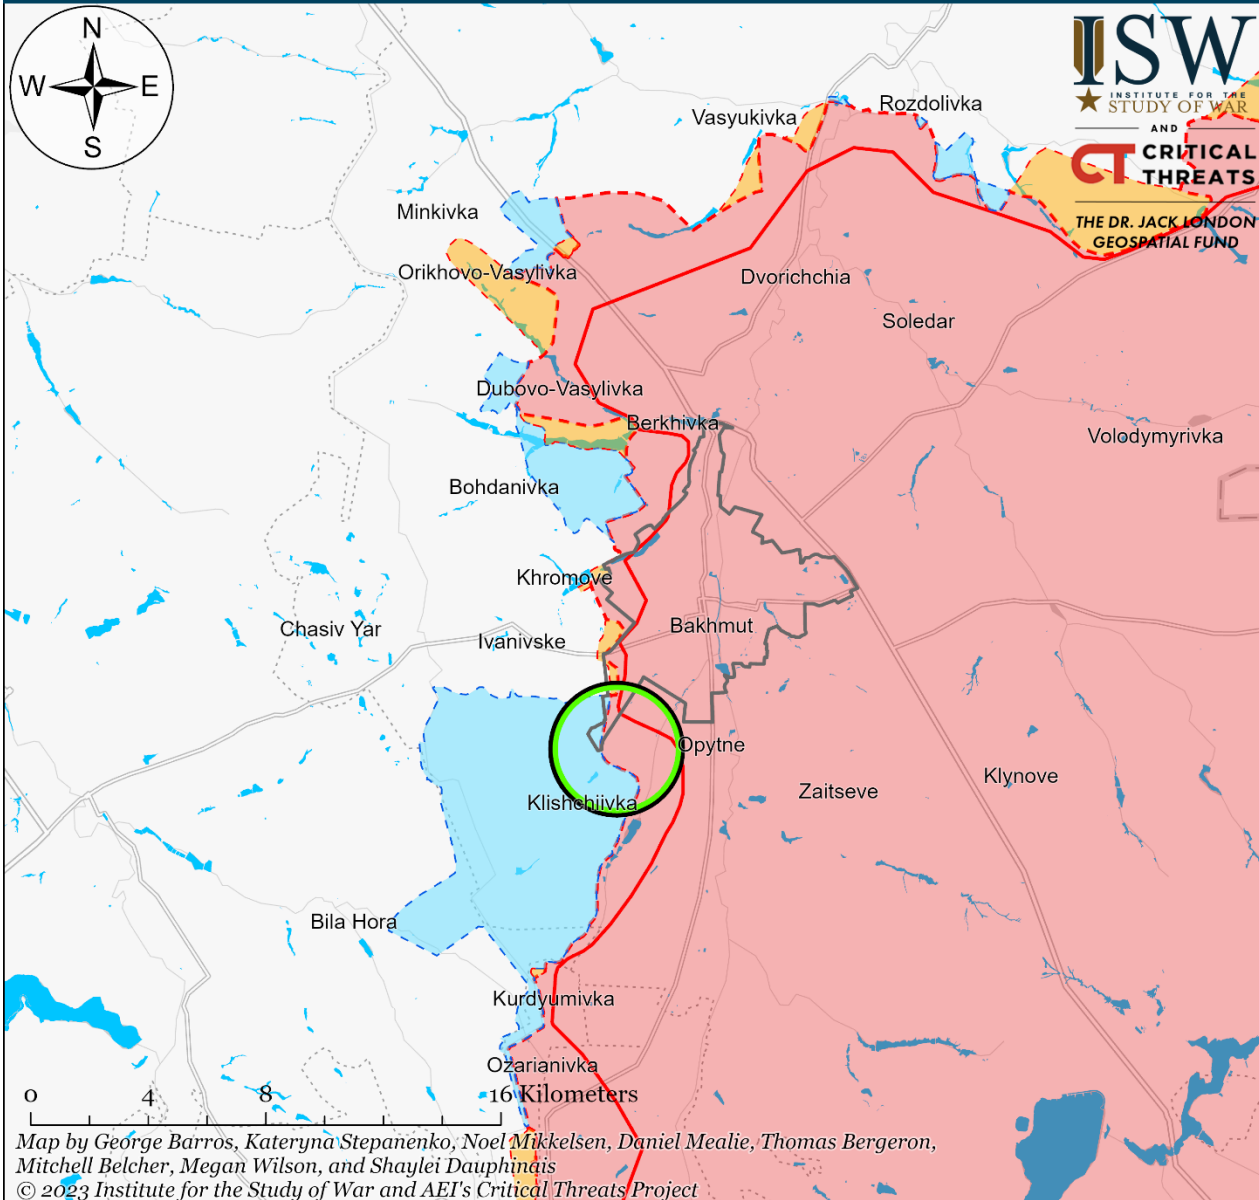 N
W E
S
ISW
INSTITUTE FOR THE
STUDY OF WAR
AND
CT CRITICAL
THREATS
THE DR. JACK LONDON
GEOSPATIAL FUND
Rozdolivka
Vasyukivka
Minkivka
Orikhovo-Vasylivka
Dvorichchia
Soledar
Dubovo-Vasylivka
Berkhivka
Volodymyrivka
Bohdanivka
Khromove
Chasiv Yar
Ivanivske
Bakhmut
Opytne
Klynove
Zaitseve
Klishchiivka
Bila Hora
Kurdyumivka
Ozarianivka
0 4 8 16 Kilometers
Map by George Barros, Kateryna Stepanenko, Noel Mikkelsen, Daniel Mealie, Thomas Bergeron,
Mitchell Belcher, Megan Wilson, and Shaylei Dauphinais
© 2023 Institute for the Study of War and AEI's Critical Threats Project